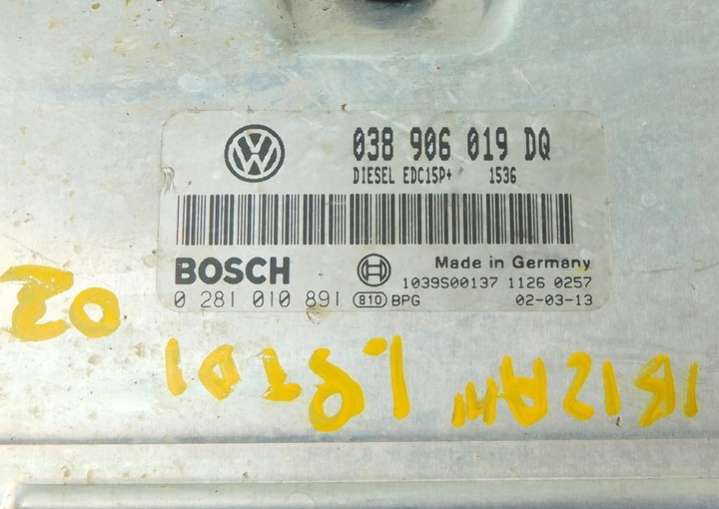 VW
038 906 019 DQ
DIESEL EDC15P+ 1536
BOSCH
Made in Germany
1039S00137 1126 0257
0 281 010 891 B10 BPG 02-03-13